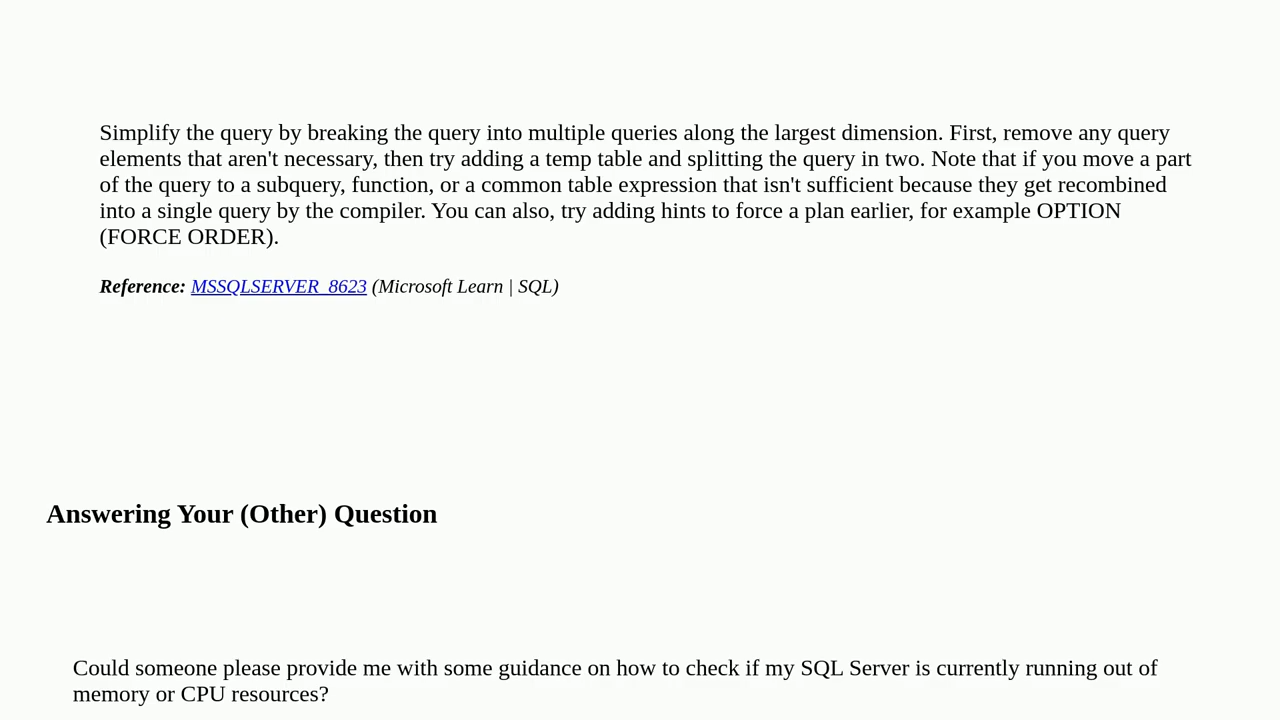 Simplify the query by breaking the query into multiple queries along the largest dimension. First, remove any query
elements that aren't necessary, then try adding a temp table and splitting the query in two. Note that if you move a part
of the query to a subquery, function, or a common table expression that isn't sufficient because they get recombined
into a single query by the compiler. You can also, try adding hints to force a plan earlier, for example OPTION
(FORCE ORDER).
Reference: MSSQLSERVER_8623 (Microsoft Learn | SQL)
Answering Your (Other) Question
Could someone please provide me with some guidance on how to check if my SQL Server is currently running out of
memory or CPU resources?